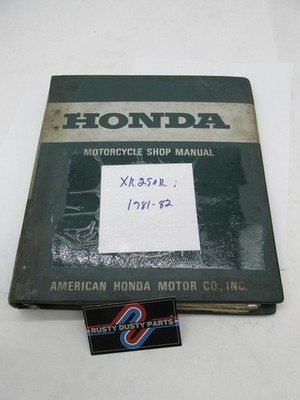 HONDA
MOTORCYCLE SHOP MANUAL
XR250R
1981-82
AMERICAN HONDA MOTOR CO., INC.
RUSTY DUSTY PARTS